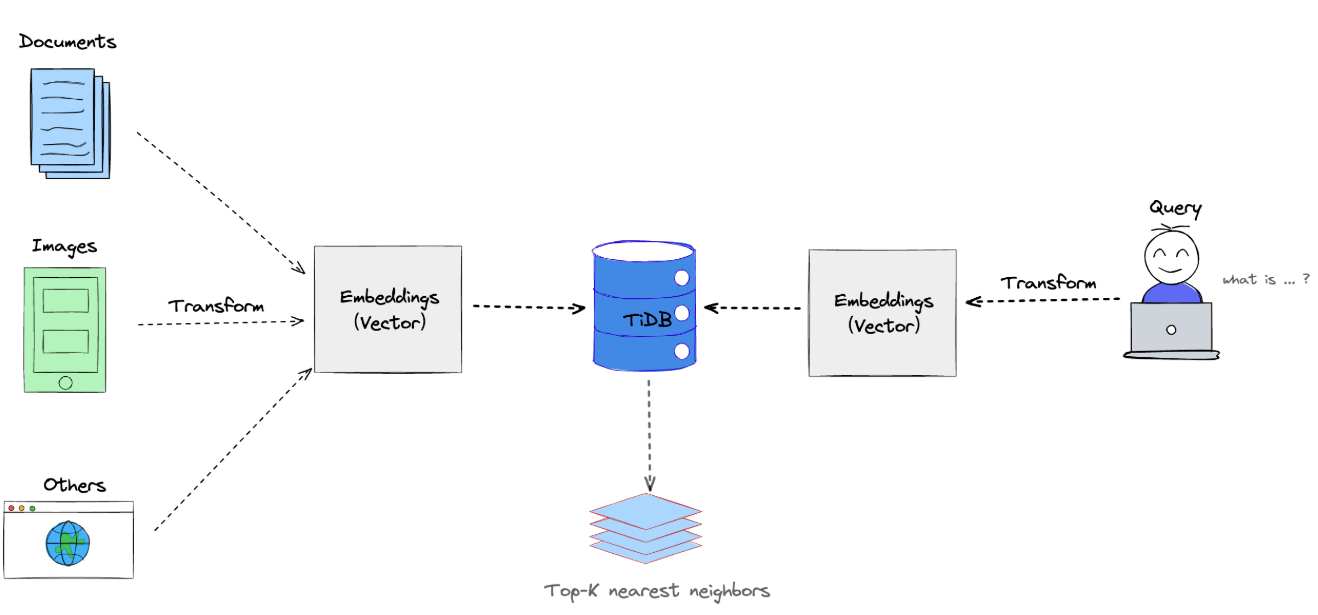 Documents
Images
Transform
Others
Embeddings
(Vector)
TiDB
Top-K nearest neighbors
Embeddings
(Vector)
Transform
Query
what is ... ?